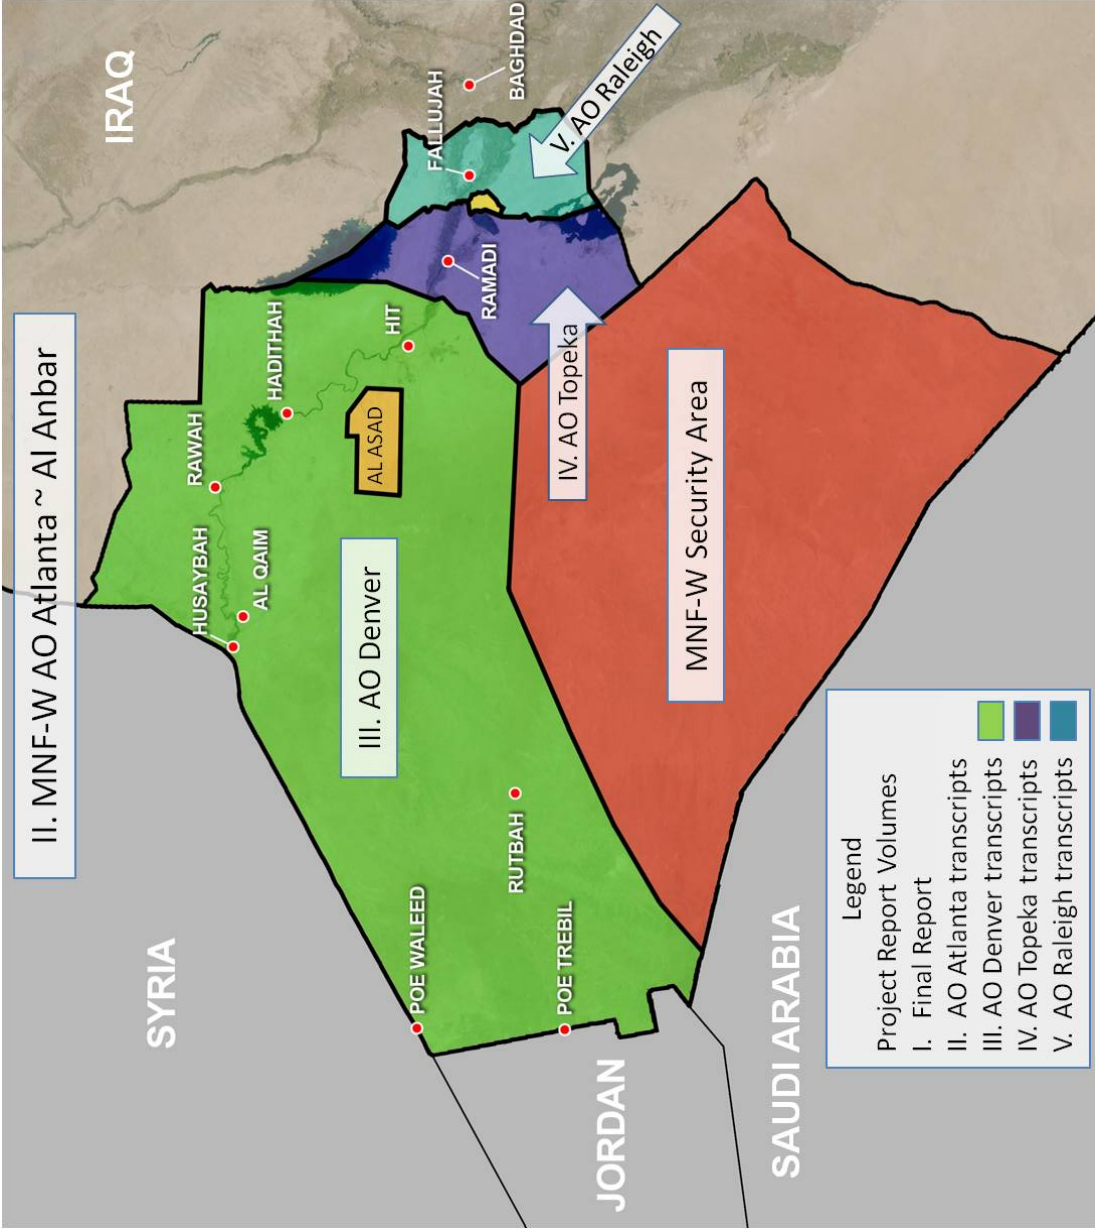 II. MNF-W AO Atlanta ~ Al Anbar
IRAQ
SYRIA
JORDAN
SAUDI ARABIA
HUSAYBAH
AL QAIM
RAWAH
HADITHAH
HIT
AL ASAD
III. AO Denver
POE WALEED
RUTBAH
POE TREBIL
RAMADI
FALLUJAH
BAGHDAD
IV. AO Topeka
V. AO Raleigh
MNF-W Security Area
Legend
Project Report Volumes
I. Final Report
II. AO Atlanta transcripts
III. AO Denver transcripts
IV. AO Topeka transcripts
V. AO Raleigh transcripts